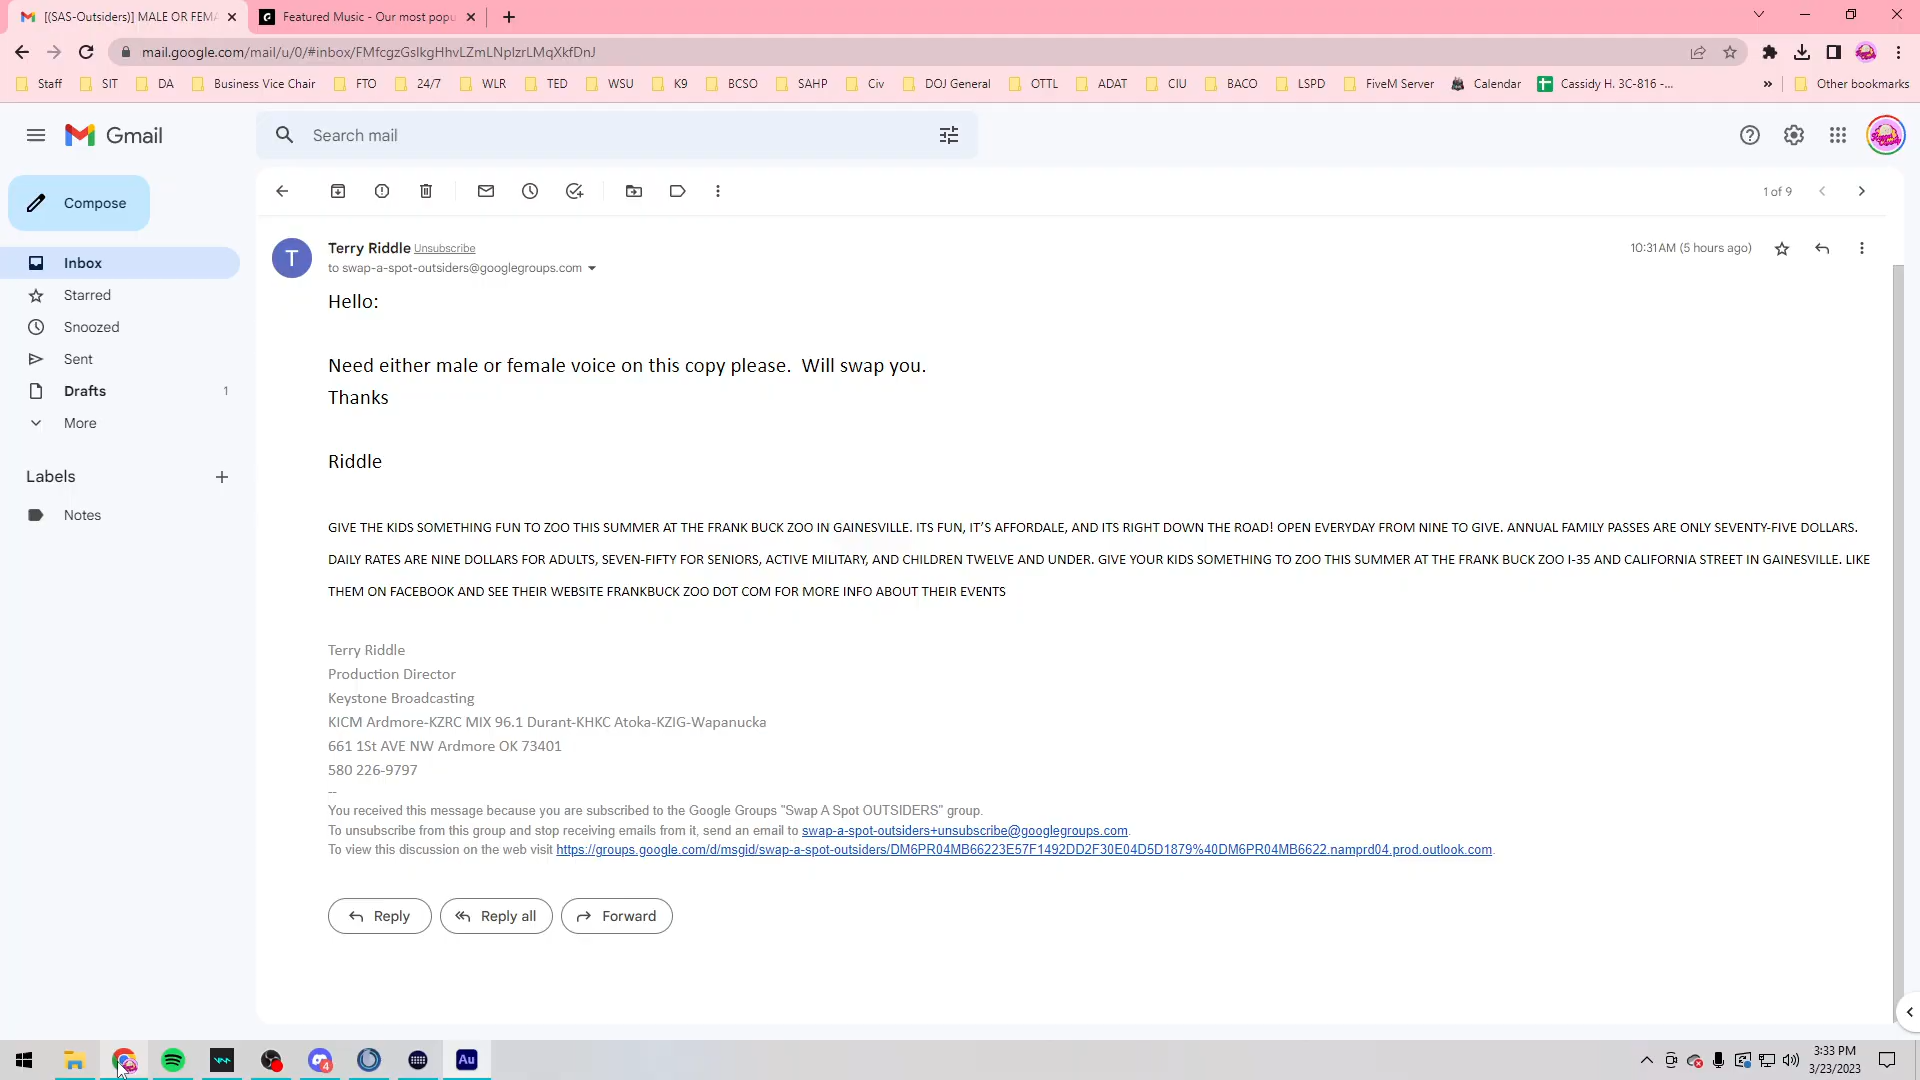 [(SAS-Outsiders)] MALE OR FEMA
Featured Music - Our most popu
mail.google.com/mail/u/0/#inbox/FMfcgzGslkgHhvLZmLNpIzrLMqXkfDnJ
Staff SIT DA Business Vice Chair FTO 24/7 WLR TED WSU K9 BCSO SAHP Civ DOJ General OTTL ADAT CIU BACO LSPD FiveM Server Calendar Cassidy H. 3C-816 -... » Other bookmarks
Gmail
Search mail
Compose
1 of 9
Inbox
Starred
Snoozed
Sent
Drafts 1
More
Labels
Notes
T
Terry Riddle Unsubscribe
10:31 AM (5 hours ago)
to swap-a-spot-outsiders@googlegroups.com
Hello:
Need either male or female voice on this copy please. Will swap you.
Thanks
Riddle
GIVE THE KIDS SOMETHING FUN TO ZOO THIS SUMMER AT THE FRANK BUCK ZOO IN GAINESVILLE. ITS FUN, IT’S AFFORDALE, AND ITS RIGHT DOWN THE ROAD! OPEN EVERYDAY FROM NINE TO GIVE. ANNUAL FAMILY PASSES ARE ONLY SEVENTY-FIVE DOLLARS.
DAILY RATES ARE NINE DOLLARS FOR ADULTS, SEVEN-FIFTY FOR SENIORS, ACTIVE MILITARY, AND CHILDREN TWELVE AND UNDER. GIVE YOUR KIDS SOMETHING TO ZOO THIS SUMMER AT THE FRANK BUCK ZOO I-35 AND CALIFORNIA STREET IN GAINESVILLE. LIKE
THEM ON FACEBOOK AND SEE THEIR WEBSITE FRANKBUCK ZOO DOT COM FOR MORE INFO ABOUT THEIR EVENTS
Terry Riddle
Production Director
Keystone Broadcasting
KICM Ardmore-KZRC MIX 96.1 Durant-KHKC Atoka-KZIG-Wapanucka
661 1St AVE NW Ardmore OK 73401
580 226-9797
--
You received this message because you are subscribed to the Google Groups "Swap A Spot OUTSIDERS" group.
To unsubscribe from this group and stop receiving emails from it, send an email to swap-a-spot-outsiders+unsubscribe@googlegroups.com.
To view this discussion on the web visit https://groups.google.com/d/msgid/swap-a-spot-outsiders/DM6PR04MB66223E57F1492DD2F30E04D5D1879%40DM6PR04MB6622.namprd04.prod.outlook.com.
Reply
Reply all
Forward
4
Au
3:33 PM
3/23/2023